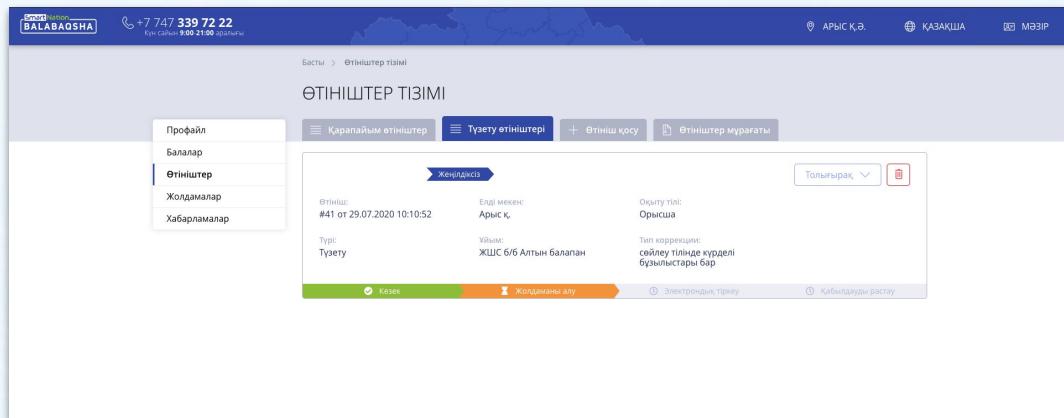 Smart Nation
BALABAQSHA
+7 747 339 72 22
Күн сайын 9:00-21:00 аралығы
АРЫС Қ.Ә.
ҚАЗАҚША
МӘЗІР
Басты > Өтініштер тізімі
ӨТІНІШТЕР ТІЗІМІ
Профайл
Балалар
Өтініштер
Жолдамалар
Хабарламалар
Қарапайым өтініштер
Түзету өтініштері
+ Өтініш қосу
Өтініштер мұрағаты
Жеңілдіксіз
Толығырақ
Өтініш:
#41 от 29.07.2020 10:10:52
Елді мекен:
Арыс қ.
Оқыту тілі:
Орысша
Түрі:
Түзету
Ұйым:
ЖШС б/б Алтын балапан
Тип коррекции:
сөйлеу тілінде күрделі
бұзылыстары бар
Кезек
Жолдаманы алу
Электрондық тіркеу
Қабылдауды растау